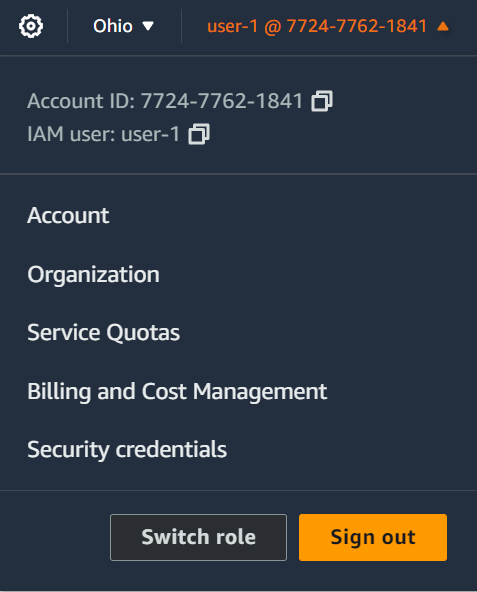 Ohio user-1 @ 7724-7762-1841
Account ID: 7724-7762-1841
IAM user: user-1
Account
Organization
Service Quotas
Billing and Cost Management
Security credentials
Switch role Sign out